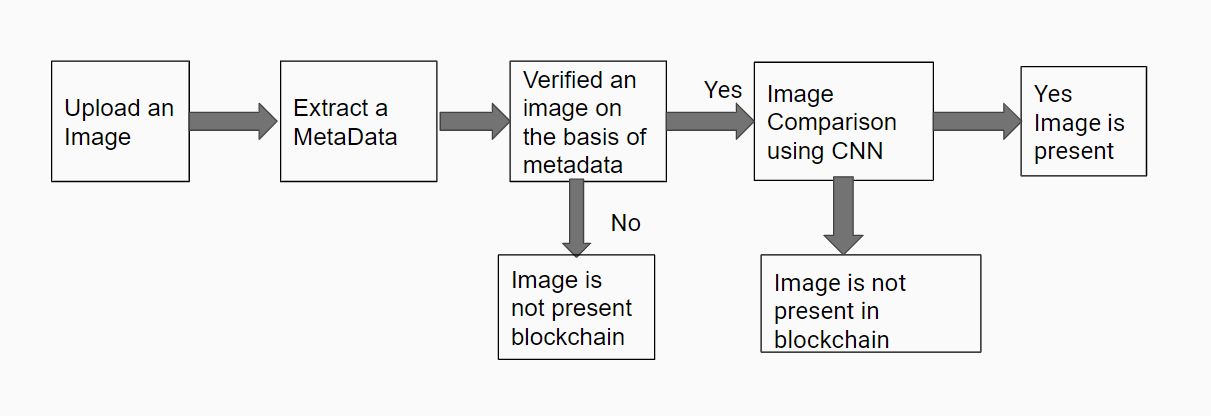 Upload an
Image
Extract a
MetaData
Verified an
image on
the basis of
metadata
Yes
Image
Comparison
using CNN
Yes
Image is
present
No
Image is
not present
blockchain
Image is not
present in
blockchain